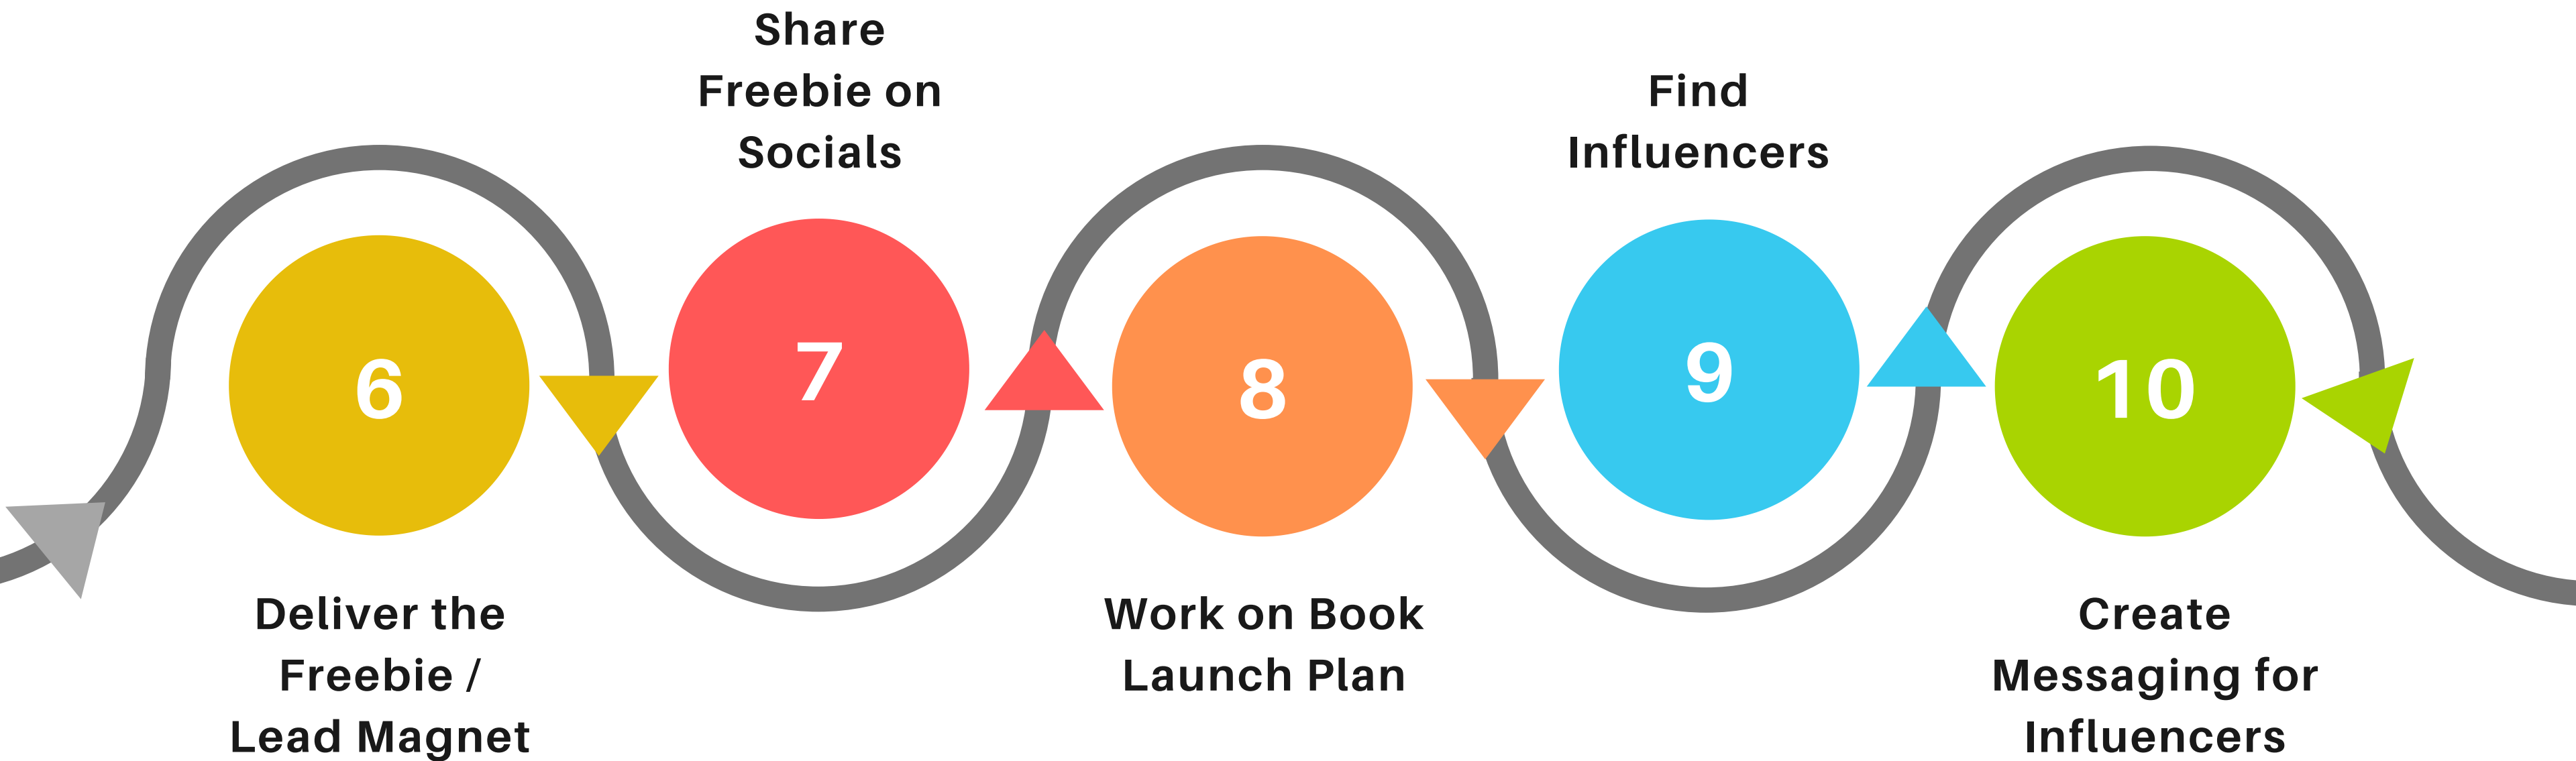 6
Deliver the
Freebie /
Lead Magnet
Share
Freebie on
Socials
7
8
Work on Book
Launch Plan
Find
Influencers
9
10
Create
Messaging for
Influencers